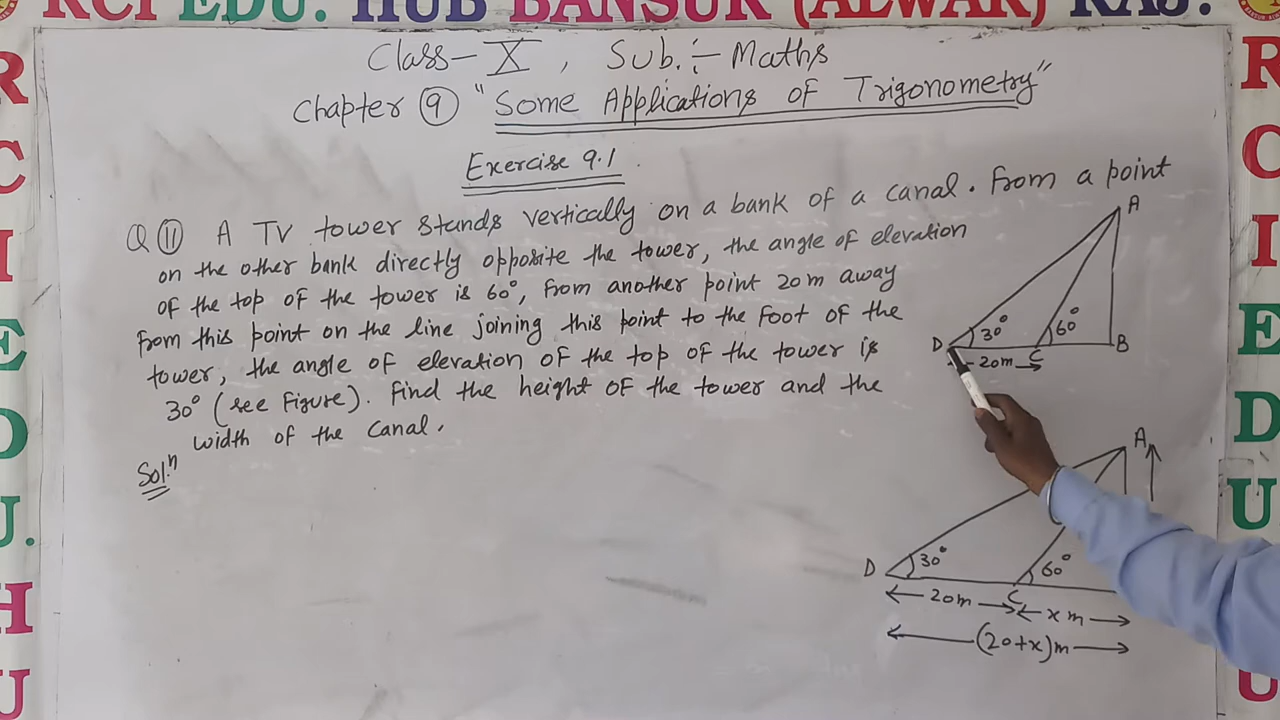 RCI EDU. HUB BANSUR (ALWAR) RAJ.
Class-X, Sub.:- Maths
Chapter 9 "Some Applications of Trigonometry"
Exercise 9.1
Q 11 A TV tower stands vertically on a bank of a canal. From a point
on the other bank directly opposite the tower, the angle of elevation
of the top of the tower is 60°, from another point 20m away
from this point on the line joining this point to the foot of the
tower, the angle of elevation of the top of the tower is
30° (see figure). Find the height of the tower and the
width of the canal.
Sol.ⁿ
A
D 30° C 60° B
20m
A
D 30° 60°
20m C x m
(20+x)m
R
C
I
E
D
U.
H
U
R
C
I
E
D
U.
U